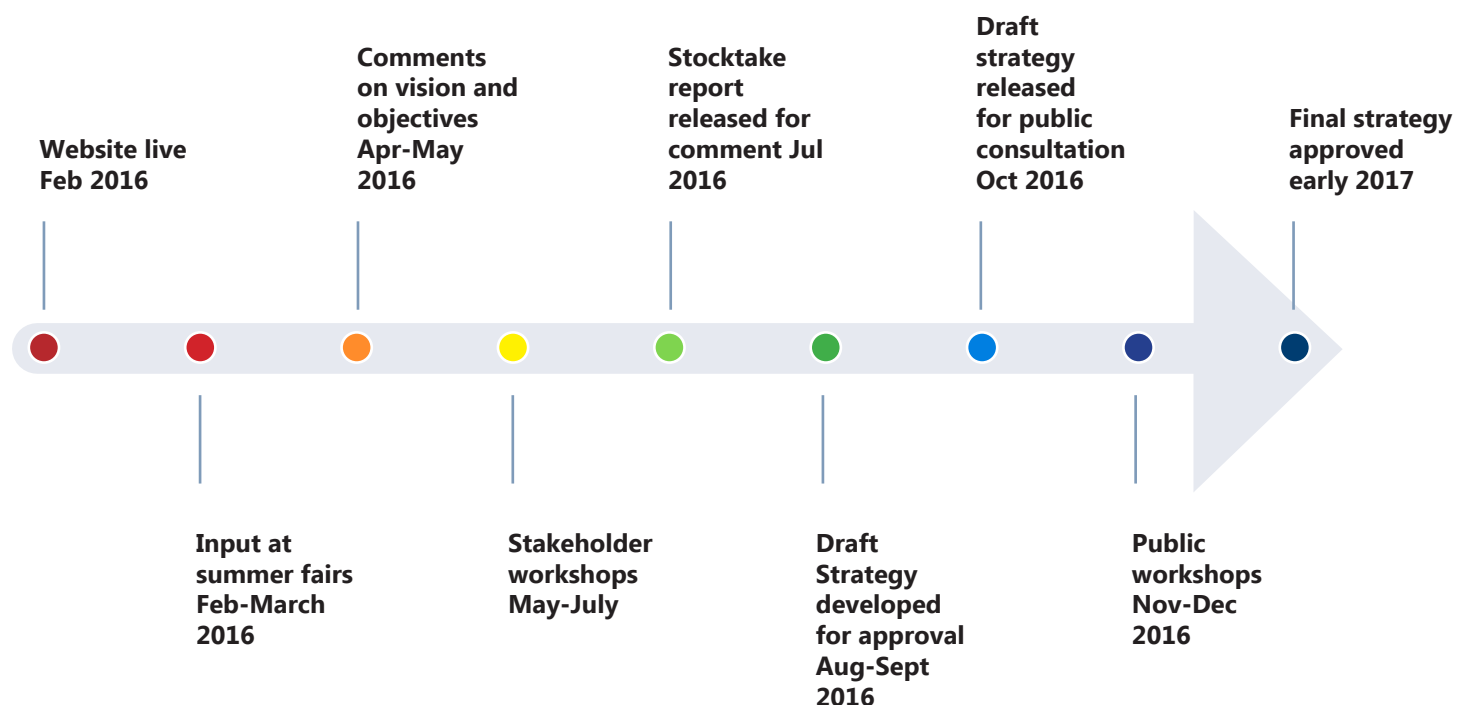 Website live
Feb 2016
Input at
summer fairs
Feb-March
2016
Comments
on vision and
objectives
Apr-May
2016
Stakeholder
workshops
May-July
Stocktake
report
released for
comment Jul
2016
Draft
Strategy
developed
for approval
Aug-Sept
2016
Draft
strategy
released
for public
consultation
Oct 2016
Public
workshops
Nov-Dec
2016
Final strategy
approved
early 2017